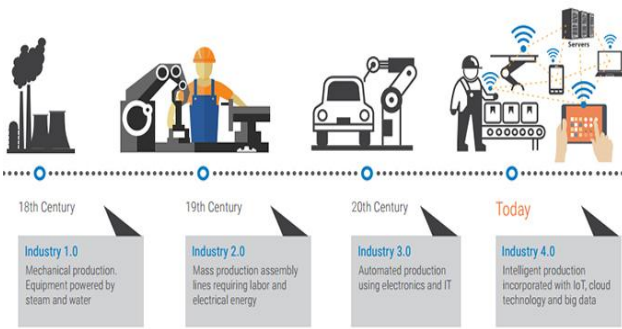 Servers
18th Century
19th Century
20th Century
Today
Industry 1.0
Mechanical production.
Equipment powered by
steam and water
Industry 2.0
Mass production assembly
lines requiring labor and
electrical energy
Industry 3.0
Automated production
using electronics and IT
Industry 4.0
Intelligent production
incorporated with IoT, cloud
technology and big data